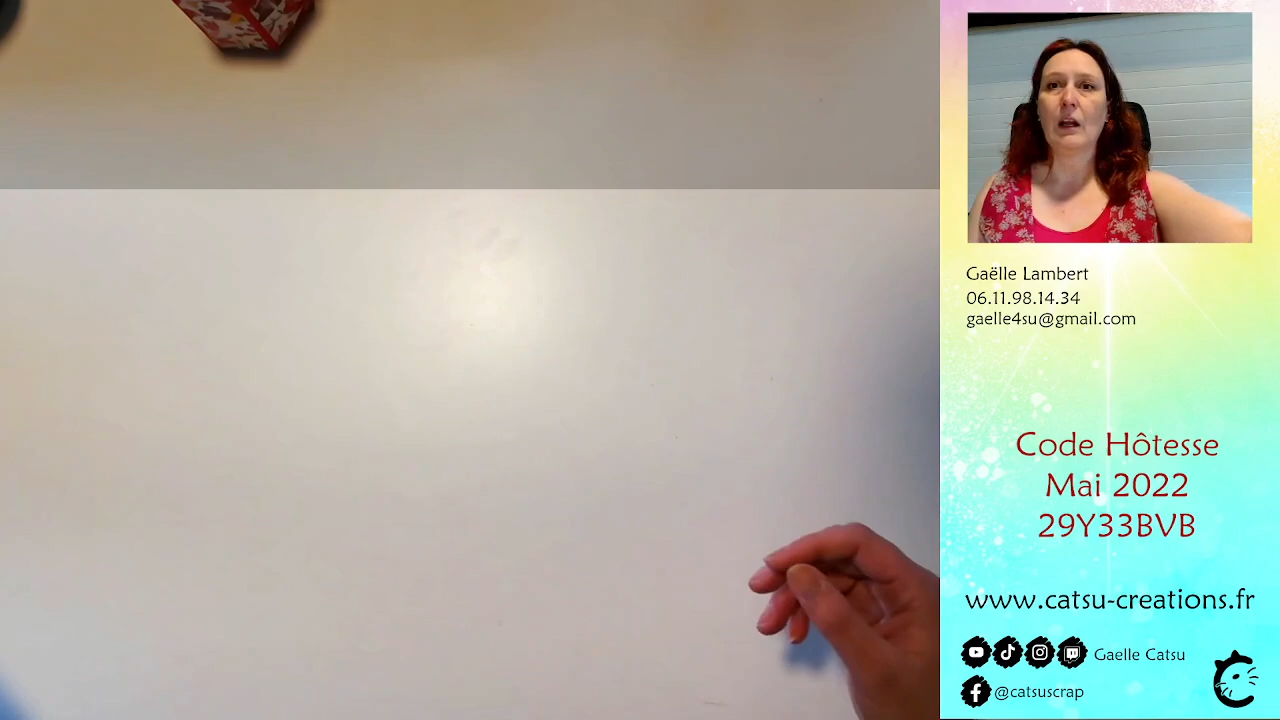 Gaëlle Lambert
06.11.98.14.34
gaelle4su@gmail.com
Code Hôtesse
Mai 2022
29Y33BVB
www.catsu-creations.fr
Gaelle Catsu
@catsuscrap